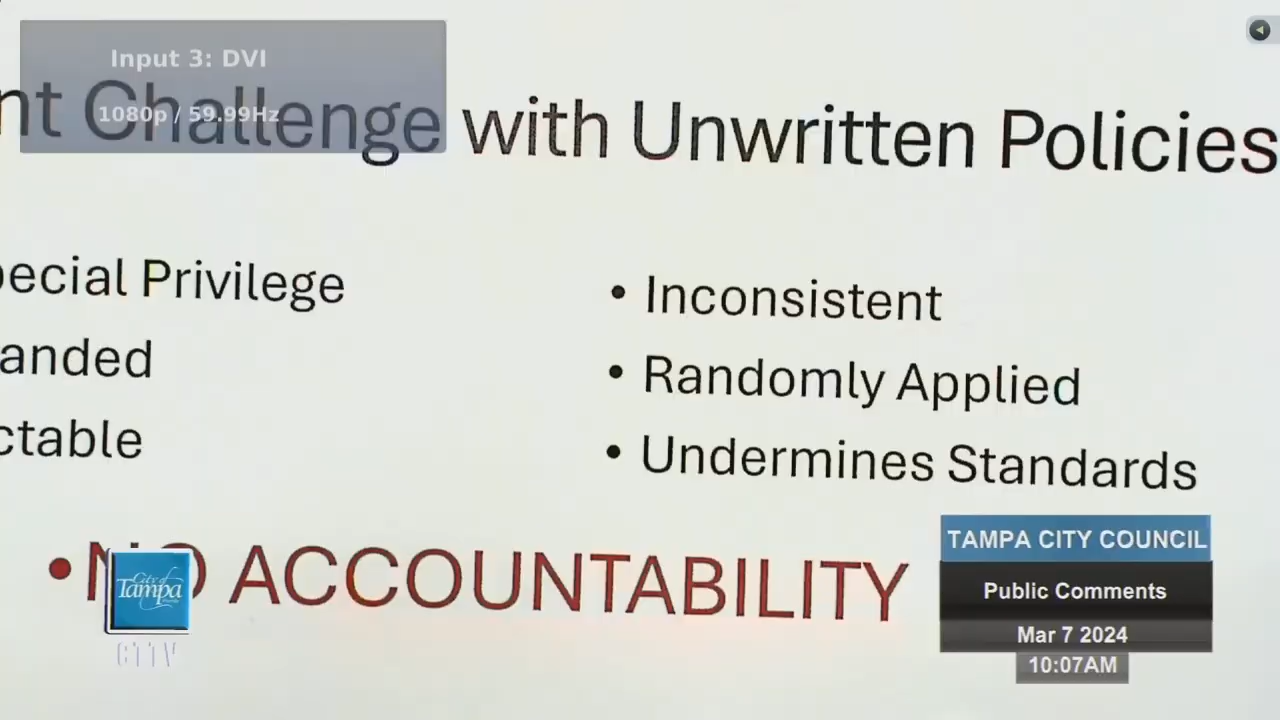 Input 3: DVI
1080p / 59.99Hz
nt Challenge with Unwritten Policies
pecial Privilege
anded
ctable
• Inconsistent
• Randomly Applied
• Undermines Standards
• NO ACCOUNTABILITY
City of
Tampa
CTTV
TAMPA CITY COUNCIL
Public Comments
Mar 7 2024
10:07AM